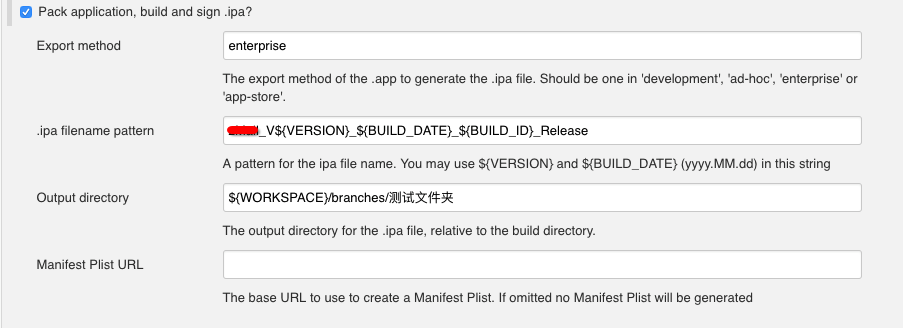 Pack application, build and sign .ipa?
Export method
enterprise
The export method of the .app to generate the .ipa file. Should be one in 'development', 'ad-hoc', 'enterprise' or
'app-store'.
.ipa filename pattern
_V${VERSION}_${BUILD_DATE}_${BUILD_ID}_Release
A pattern for the ipa file name. You may use ${VERSION} and ${BUILD_DATE} (yyyy.MM.dd) in this string
Output directory
${WORKSPACE}/branches/测试文件夹
The output directory for the .ipa file, relative to the build directory.
Manifest Plist URL
The base URL to use to create a Manifest Plist. If omitted no Manifest Plist will be generated